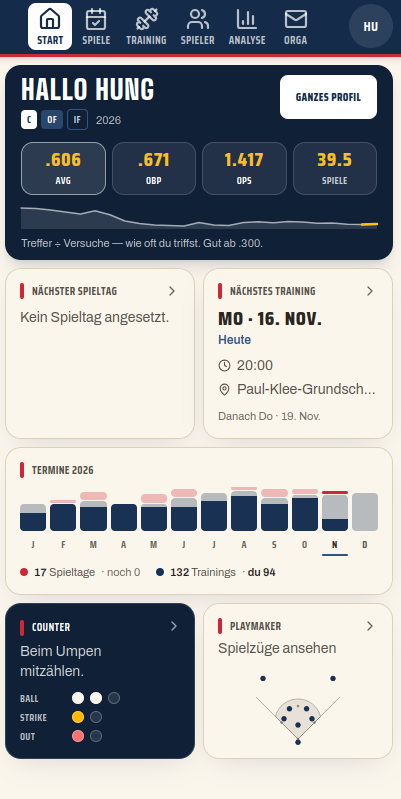 START SPIELE TRAINING SPIELER ANALYSE ORGA HU
HALLO HUNG
GANZES PROFIL
C OF IF 2026
.606 .671 1.417 39.5
AVG OBP OPS SPIELE
Treffer ÷ Versuche — wie oft du triffst. Gut ab .300.
NÄCHSTER SPIELTAG
Kein Spieltag angesetzt.
NÄCHSTES TRAINING
MO · 16. NOV.
Heute
20:00
Paul-Klee-Grundsch…
Danach Do · 19. Nov.
TERMINE 2026
J F M A M J J A S O N D
17 Spieltage · noch 0 132 Trainings · du 94
COUNTER
Beim Umpen
mitzählen.
BALL
STRIKE
OUT
PLAYMAKER
Spielzüge ansehen